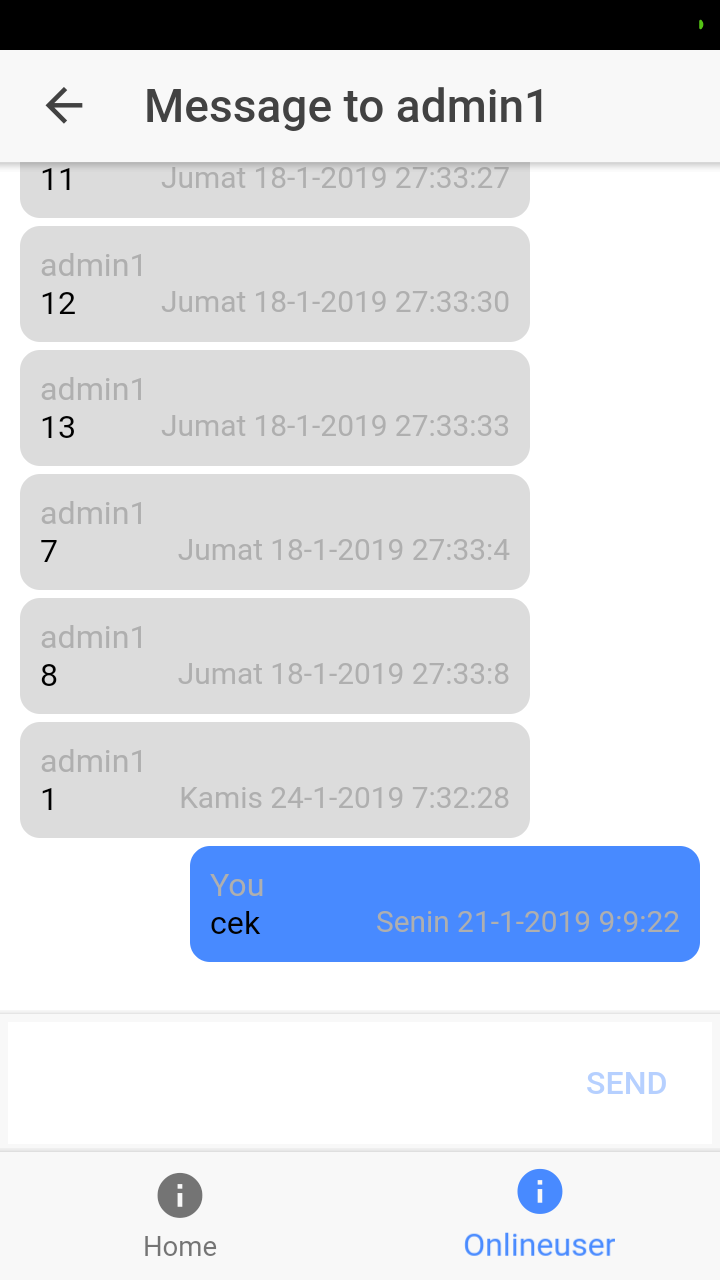 Message to admin1
11 Jumat 18-1-2019 27:33:27
admin1
12 Jumat 18-1-2019 27:33:30
admin1
13 Jumat 18-1-2019 27:33:33
admin1
7 Jumat 18-1-2019 27:33:4
admin1
8 Jumat 18-1-2019 27:33:8
admin1
1 Kamis 24-1-2019 7:32:28
You
cek Senin 21-1-2019 9:9:22
SEND
Home Onlineuser